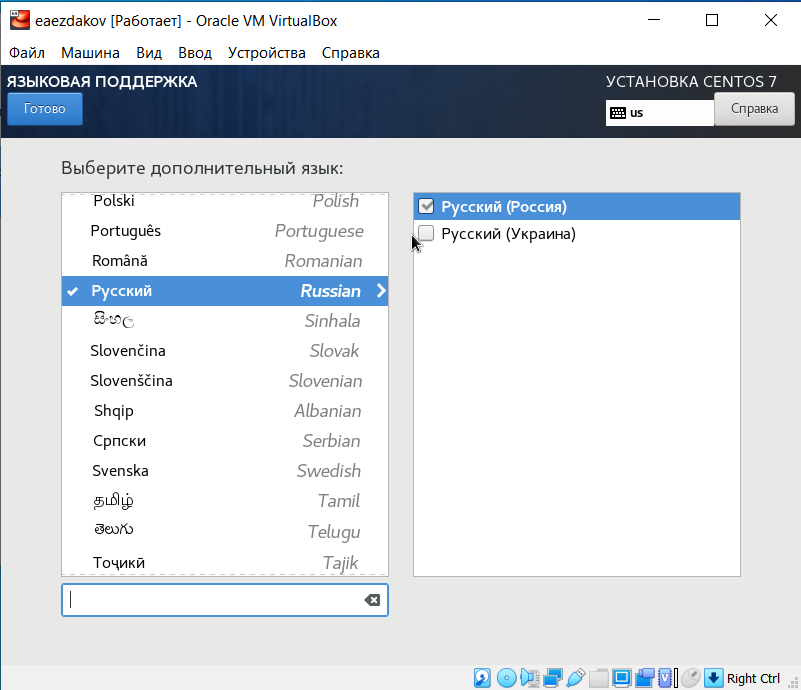 eaezdakov [Работает] - Oracle VM VirtualBox
Файл Машина Вид Ввод Устройства Справка
ЯЗЫКОВАЯ ПОДДЕРЖКА
УСТАНОВКА CENTOS 7
Готово
us
Справка
Выберите дополнительный язык:
Polski Polish
Português Portuguese
Română Romanian
Русский Russian
සිංහල Sinhala
Slovenčina Slovak
Slovenščina Slovenian
Shqip Albanian
Српски Serbian
Svenska Swedish
தமிழ் Tamil
తెలుగు Telugu
Тоҷикӣ Tajik
Русский (Россия)
Русский (Украина)
Right Ctrl